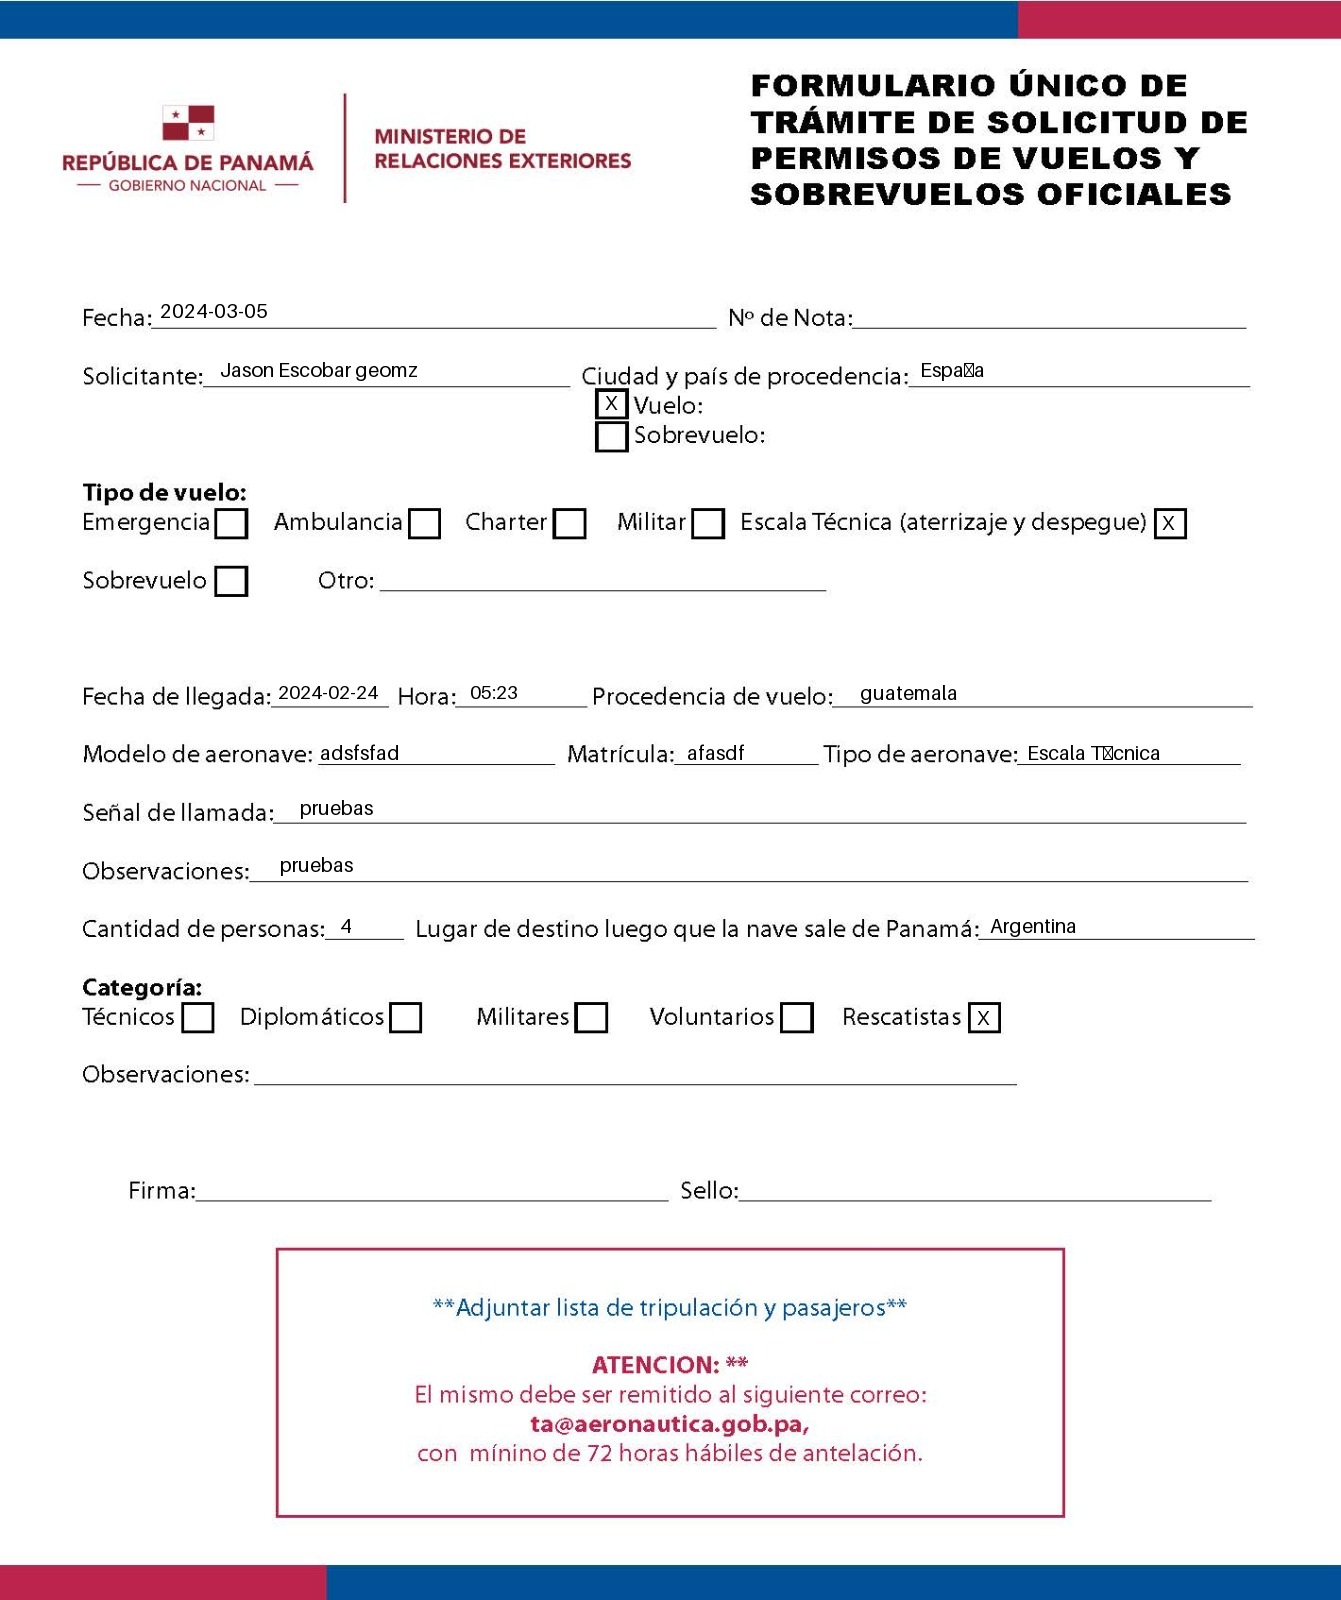 REPÚBLICA DE PANAMÁ
GOBIERNO NACIONAL
MINISTERIO DE
RELACIONES EXTERIORES
FORMULARIO ÚNICO DE
TRÁMITE DE SOLICITUD DE
PERMISOS DE VUELOS Y
SOBREVUELOS OFICIALES
Fecha: 2024-03-05 Nº de Nota:
Solicitante: Jason Escobar geomz Ciudad y país de procedencia: Espa☒a
X Vuelo:
Sobrevuelo:
Tipo de vuelo:
Emergencia Ambulancia Charter Militar Escala Técnica (aterrizaje y despegue) X
Sobrevuelo Otro:
Fecha de llegada: 2024-02-24 Hora: 05:23 Procedencia de vuelo: guatemala
Modelo de aeronave: adsfsfad Matrícula: afasdf Tipo de aeronave: Escala T☒cnica
Señal de llamada: pruebas
Observaciones: pruebas
Cantidad de personas: 4 Lugar de destino luego que la nave sale de Panamá: Argentina
Categoría:
Técnicos Diplomáticos Militares Voluntarios Rescatistas X
Observaciones:
Firma: Sello:
**Adjuntar lista de tripulación y pasajeros**
ATENCION: **
El mismo debe ser remitido al siguiente correo:
ta@aeronautica.gob.pa,
con mínino de 72 horas hábiles de antelación.